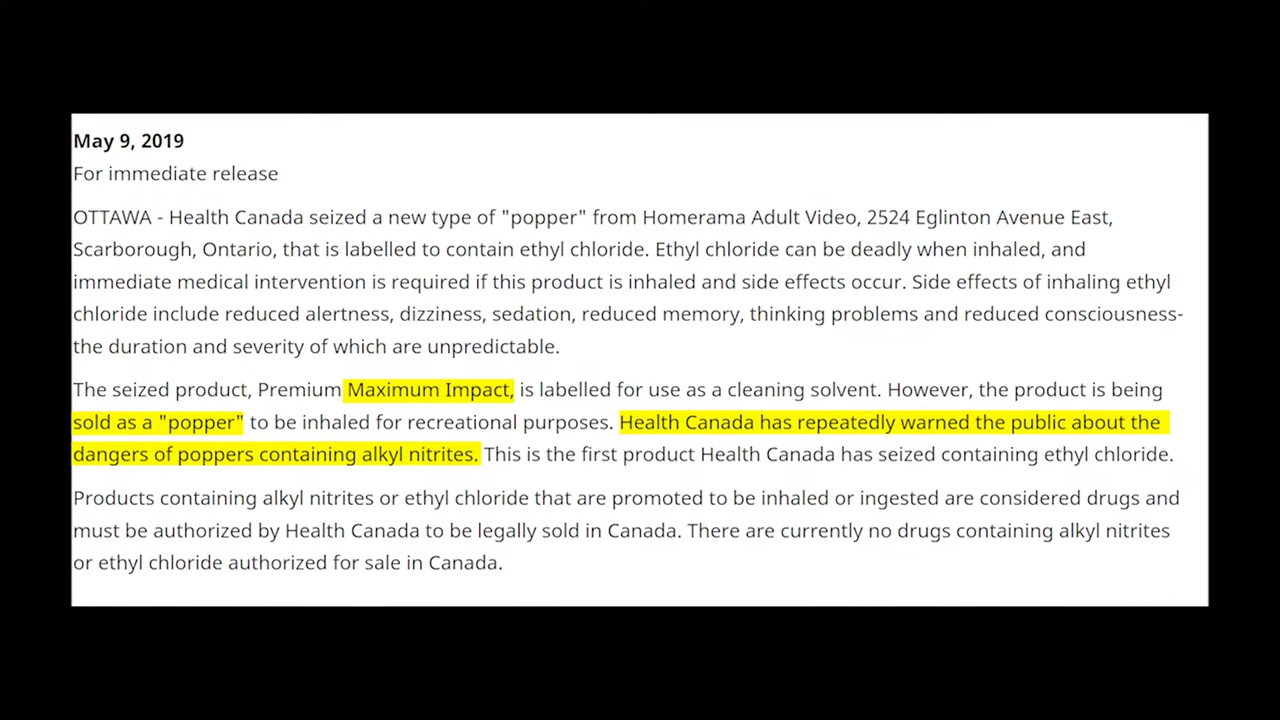 May 9, 2019
For immediate release
OTTAWA - Health Canada seized a new type of "popper" from Homerama Adult Video, 2524 Eglinton Avenue East,
Scarborough, Ontario, that is labelled to contain ethyl chloride. Ethyl chloride can be deadly when inhaled, and
immediate medical intervention is required if this product is inhaled and side effects occur. Side effects of inhaling ethyl
chloride include reduced alertness, dizziness, sedation, reduced memory, thinking problems and reduced consciousness-
the duration and severity of which are unpredictable.
The seized product, Premium Maximum Impact, is labelled for use as a cleaning solvent. However, the product is being
sold as a "popper" to be inhaled for recreational purposes. Health Canada has repeatedly warned the public about the
dangers of poppers containing alkyl nitrites. This is the first product Health Canada has seized containing ethyl chloride.
Products containing alkyl nitrites or ethyl chloride that are promoted to be inhaled or ingested are considered drugs and
must be authorized by Health Canada to be legally sold in Canada. There are currently no drugs containing alkyl nitrites
or ethyl chloride authorized for sale in Canada.